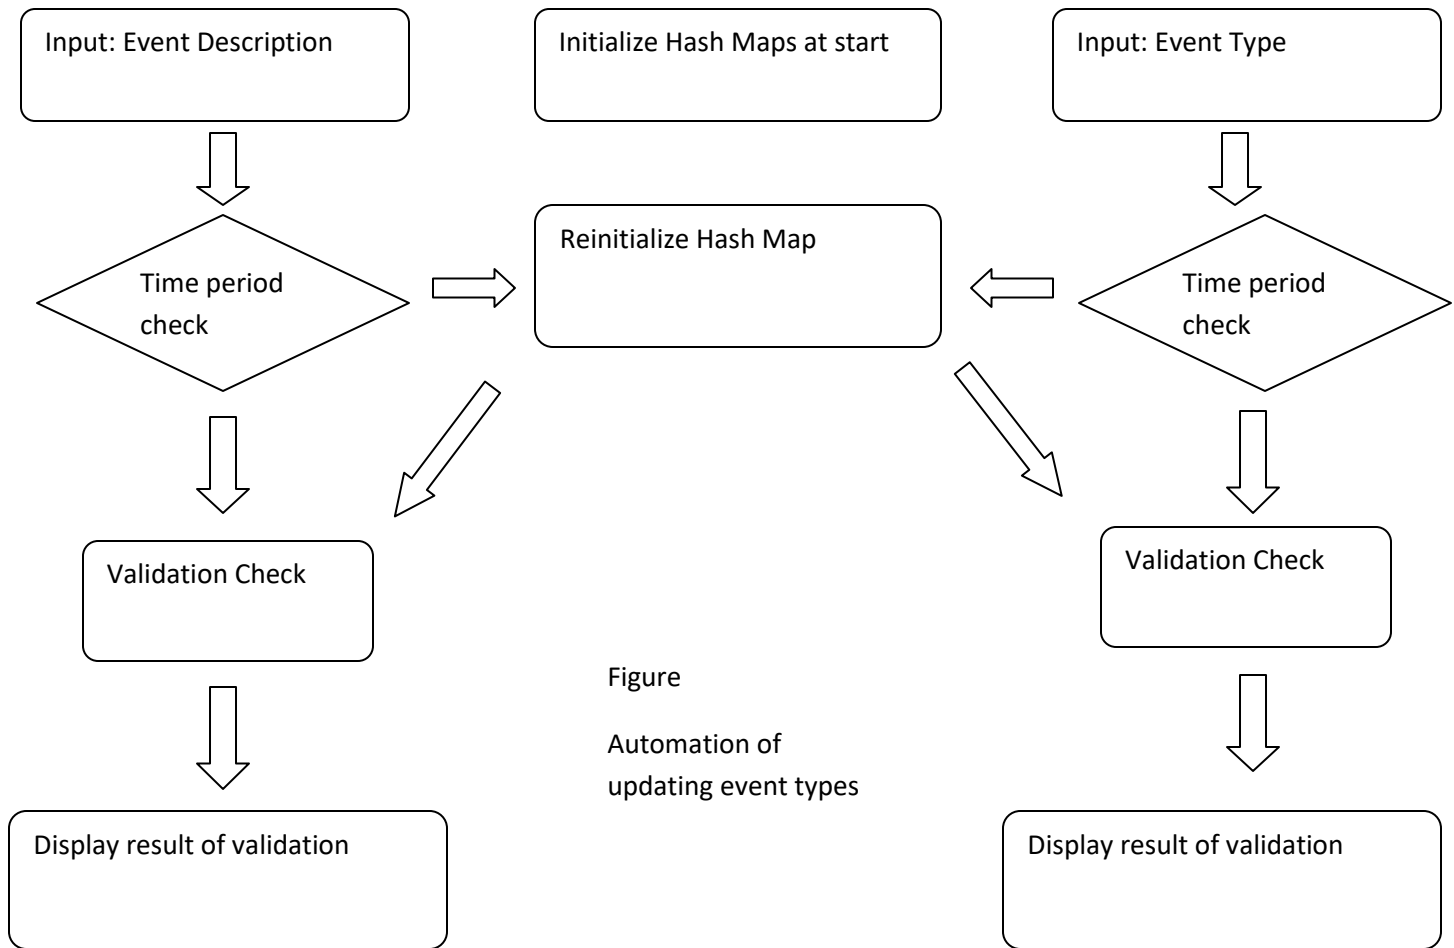 Input: Event Description
Initialize Hash Maps at start
Input: Event Type
Reinitialize Hash Map
Time period
check
Time period
check
Validation Check
Validation Check
Figure
Automation of
updating event types
Display result of validation
Display result of validation